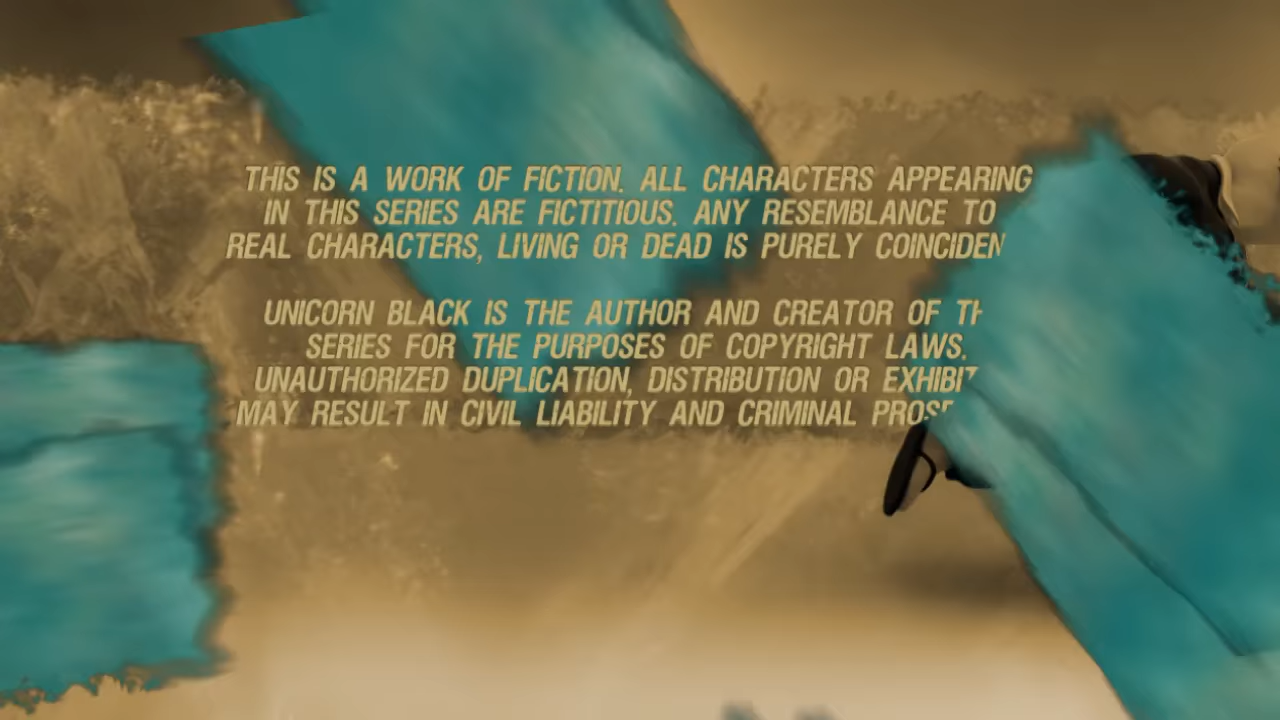 THIS IS A WORK OF FICTION. ALL CHARACTERS APPEARING
IN THIS SERIES ARE FICTITIOUS. ANY RESEMBLANCE TO
REAL CHARACTERS, LIVING OR DEAD IS PURELY COINCIDEN
UNICORN BLACK IS THE AUTHOR AND CREATOR OF TH
SERIES FOR THE PURPOSES OF COPYRIGHT LAWS.
UNAUTHORIZED DUPLICATION, DISTRIBUTION OR EXHIBIT
MAY RESULT IN CIVIL LIABILITY AND CRIMINAL PROSE